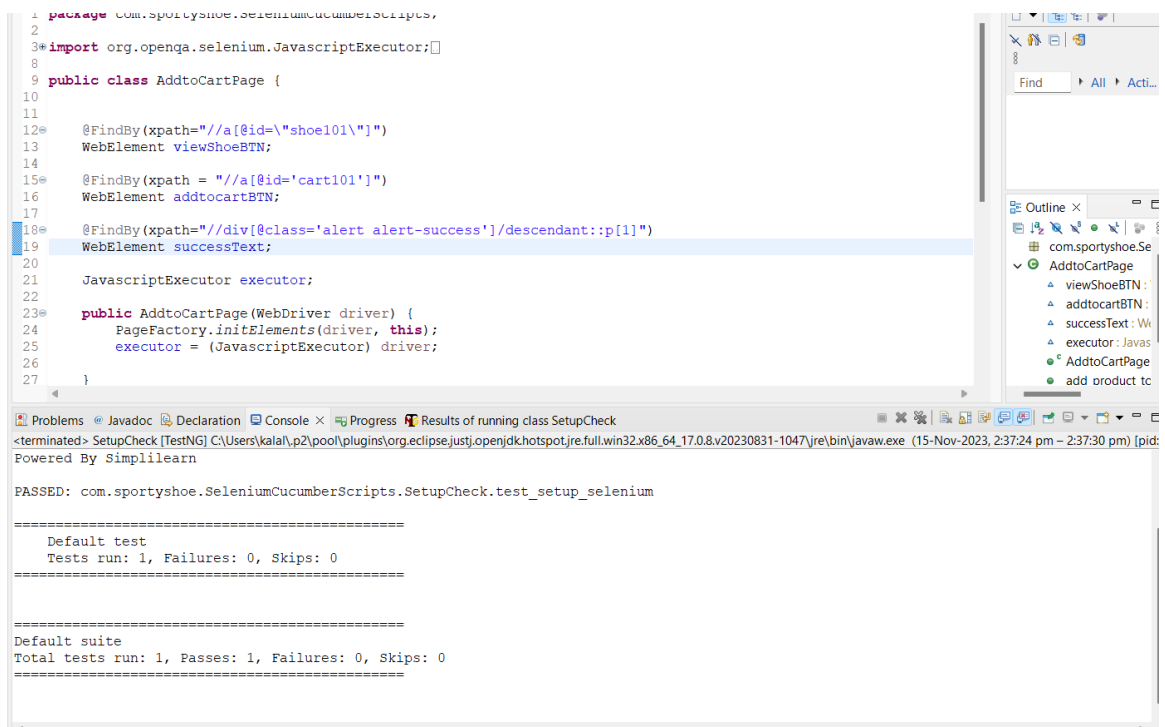 1 package com.sportyshoe.SeleniumCucumberScripts;
2
3 import org.openqa.selenium.JavascriptExecutor;
8
9 public class AddtoCartPage {
10
11
12 @FindBy(xpath="//a[@id=\"shoe101\"]")
13 WebElement viewShoeBTN;
14
15 @FindBy(xpath = "//a[@id='cart101']")
16 WebElement addtocartBTN;
17
18 @FindBy(xpath="//div[@class='alert alert-success']/descendant::p[1]")
19 WebElement successText;
20
21 JavascriptExecutor executor;
22
23 public AddtoCartPage(WebDriver driver) {
24 PageFactory.initElements(driver, this);
25 executor = (JavascriptExecutor) driver;
26
27 }
Find All Acti...
Outline
com.sportyshoe.Se
AddtoCartPage
viewShoeBTN :
addtocartBTN :
successText : We
executor : Javas
AddtoCartPage
add product to
Problems Javadoc Declaration Console Progress Results of running class SetupCheck
<terminated> SetupCheck [TestNG] C:\Users\kalal\.p2\pool\plugins\org.eclipse.justj.openjdk.hotspot.jre.full.win32.x86_64_17.0.8.v20230831-1047\jre\bin\javaw.exe (15-Nov-2023, 2:37:24 pm – 2:37:30 pm) [pid:
Powered By Simplilearn
PASSED: com.sportyshoe.SeleniumCucumberScripts.SetupCheck.test_setup_selenium
===============================================
Default test
Tests run: 1, Failures: 0, Skips: 0
===============================================
===============================================
Default suite
Total tests run: 1, Passes: 1, Failures: 0, Skips: 0
===============================================